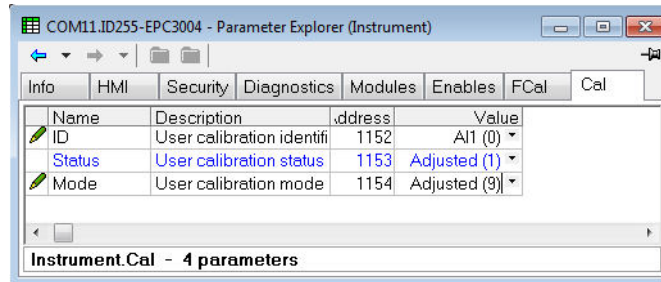 COM11.ID255-EPC3004 - Parameter Explorer (Instrument)
Info HMI Security Diagnostics Modules Enables FCal Cal
Name Description ddress Value
ID User calibration identifi 1152 AI1 (0)
Status User calibration status 1153 Adjusted (1)
Mode User calibration mode 1154 Adjusted (9)
Instrument.Cal - 4 parameters